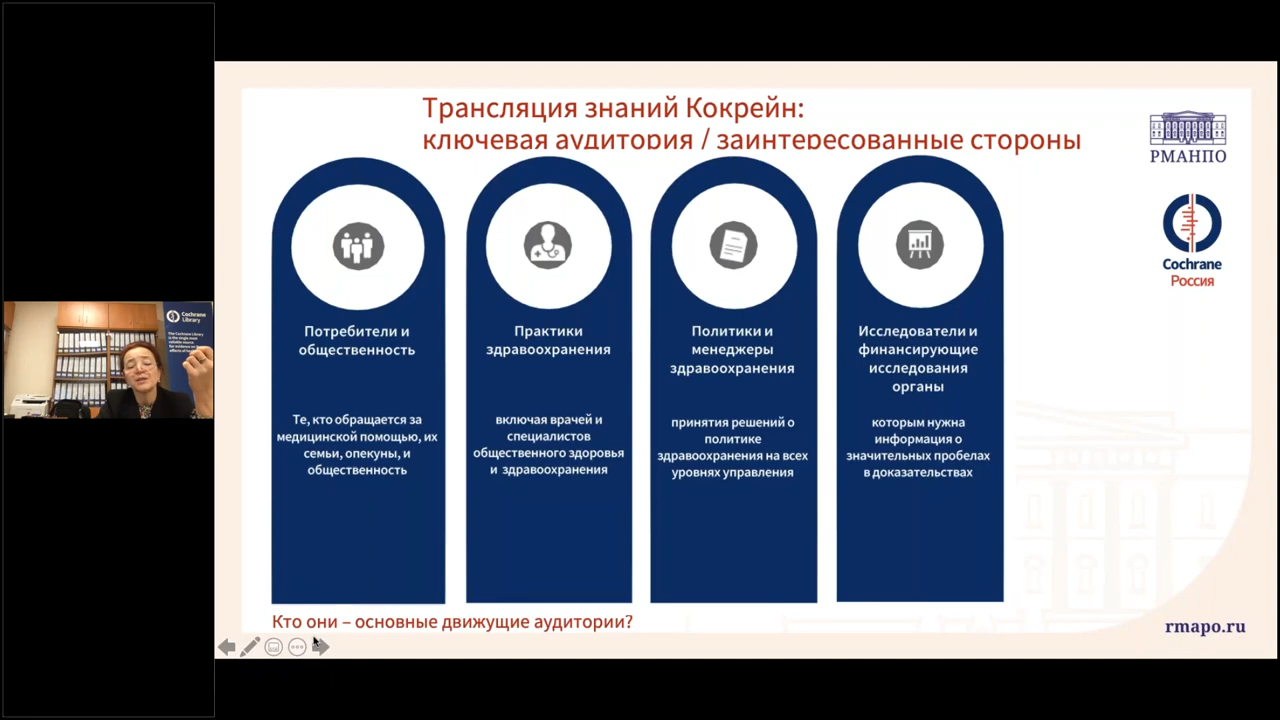 Трансляция знаний Кокрейн:
ключевая аудитория / заинтересованные стороны
РМАНПО
Cochrane
Россия
Потребители и
общественность
Те, кто обращается за
медицинской помощью, их
семьи, опекуны, и
общественность
Практики
здравоохранения
включая врачей и
специалистов
общественного здоровья
и здравоохранения
Политики и
менеджеры
здравоохранения
принятия решений о
политике
здравоохранения на всех
уровнях управления
Исследователи и
финансирующие
исследования
органы
которым нужна
информация о
значительных пробелах
в доказательствах
Кто они – основные движущие аудитории?
rmapo.ru
Cochrane
Library